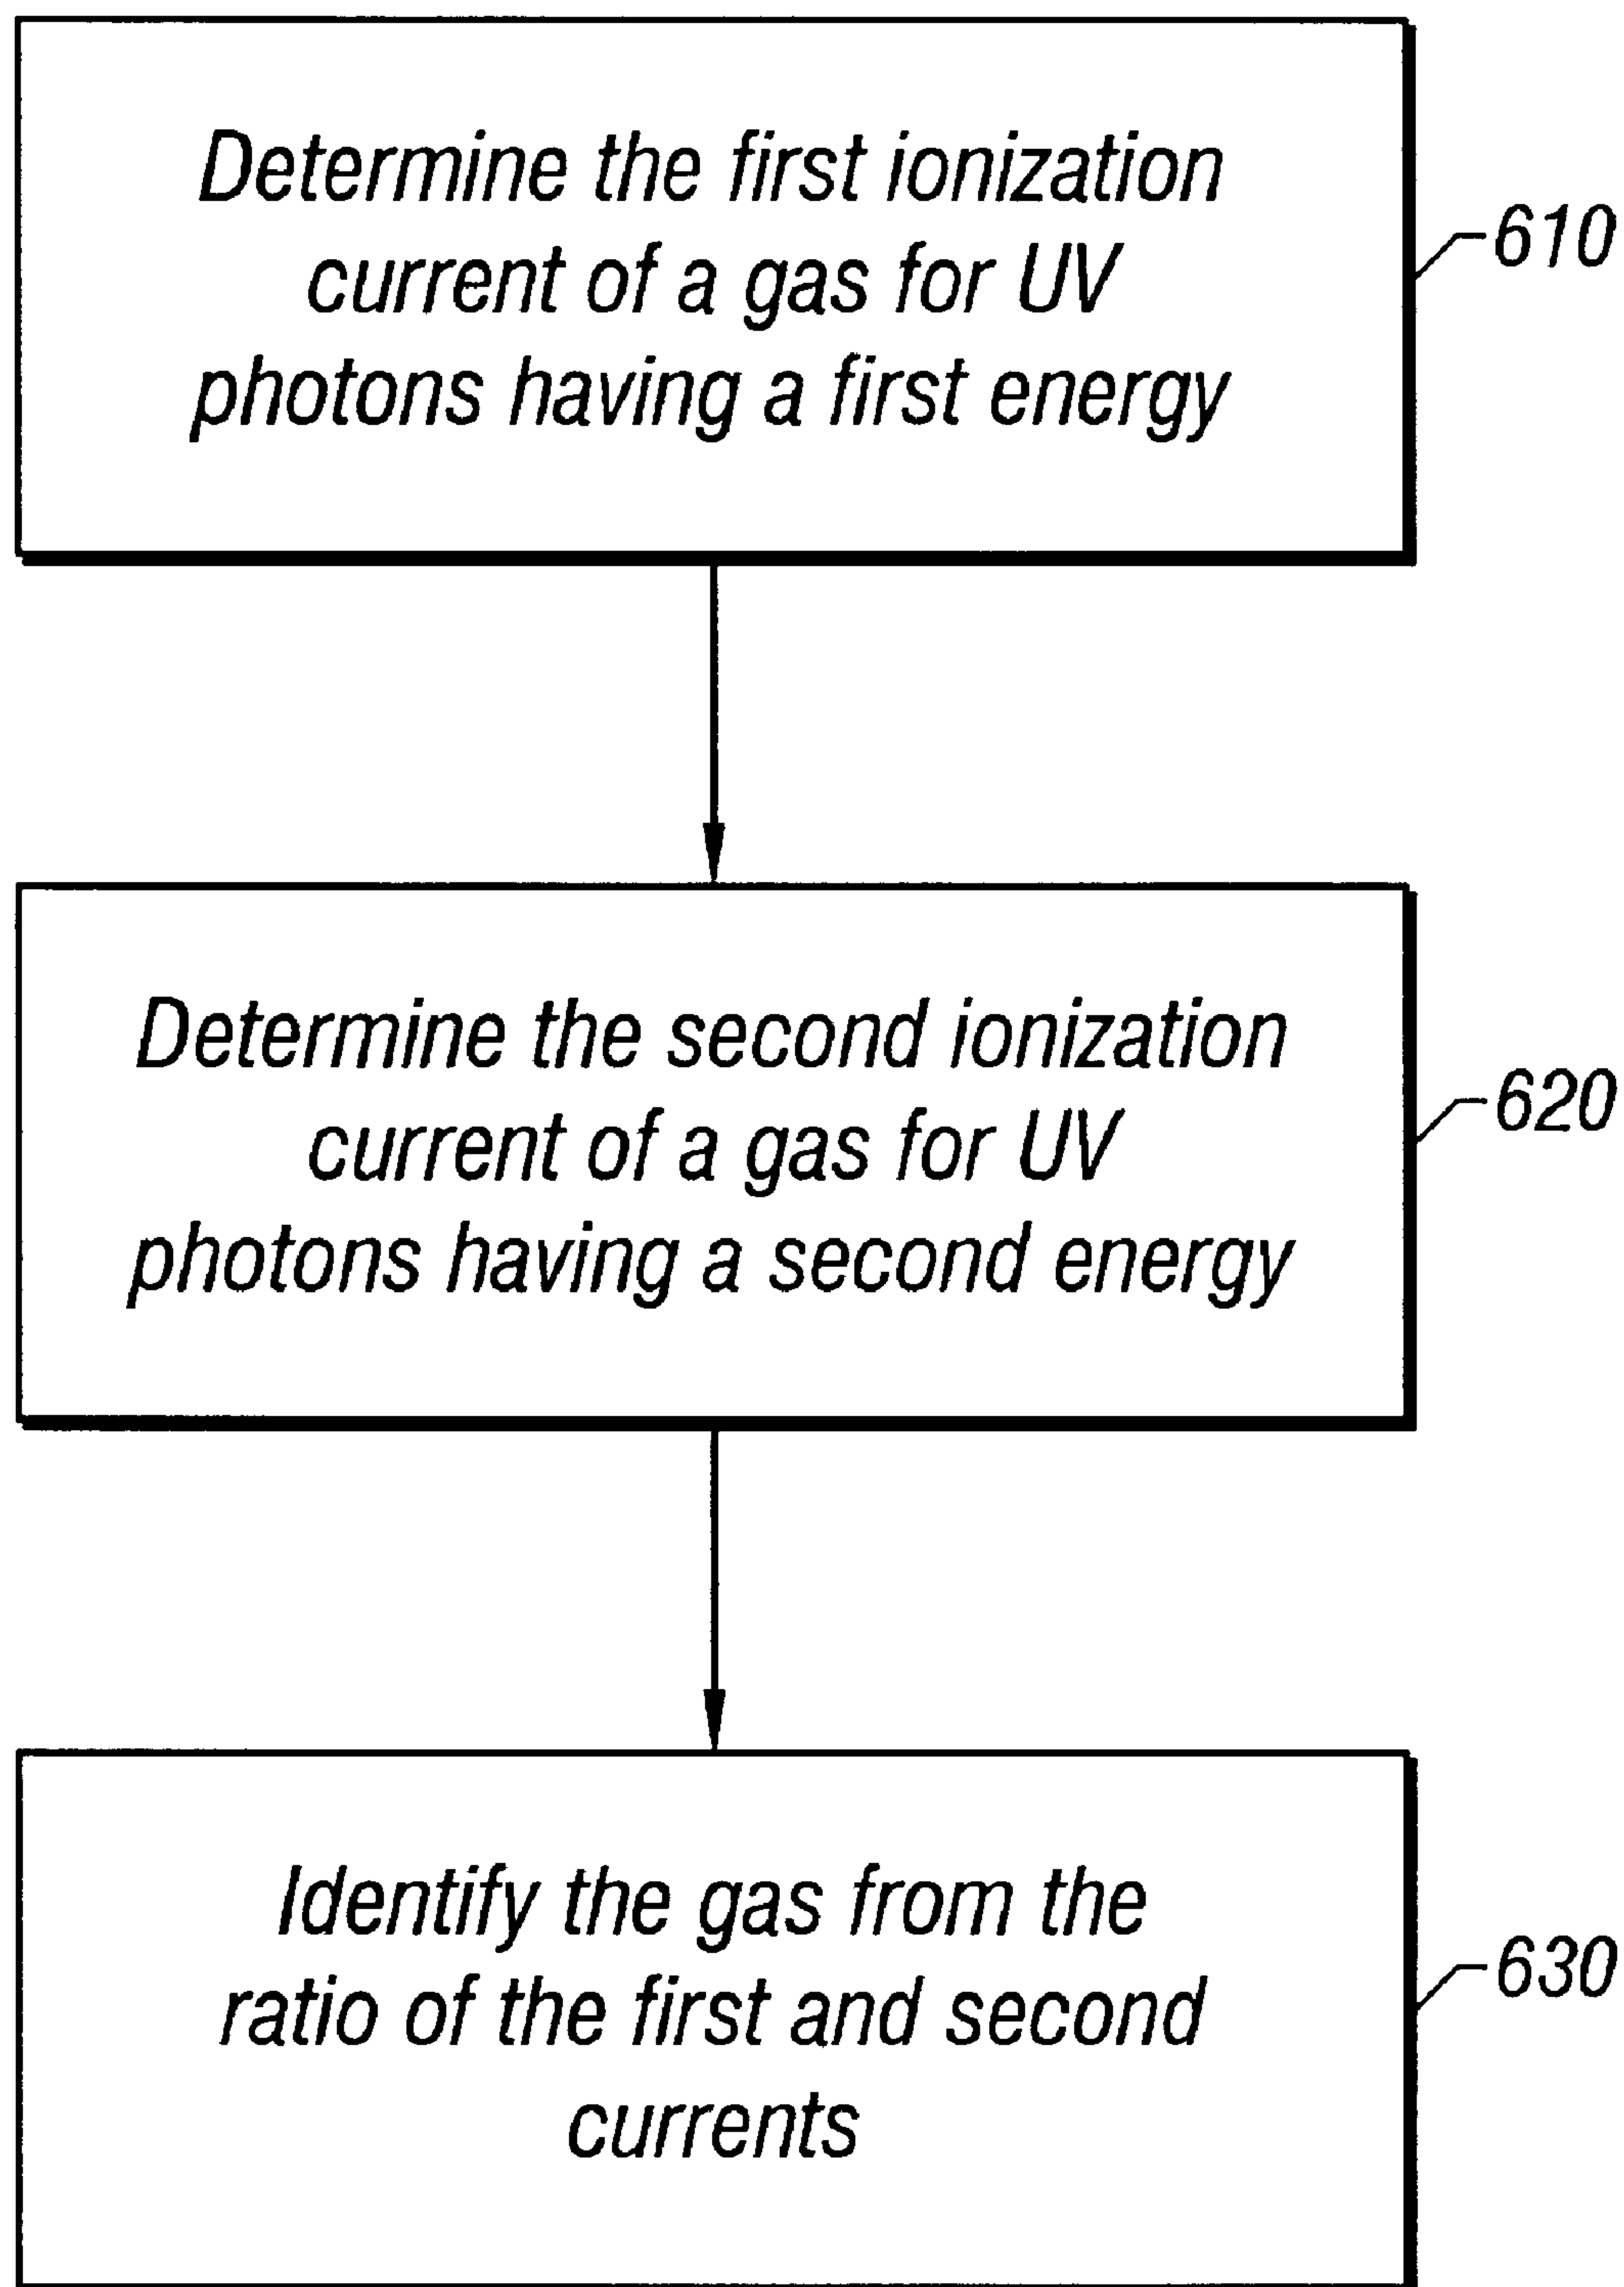 Determine the first ionization
current of a gas for UV
photons having a first energy
610
Determine the second ionization
current of a gas for UV
photons having a second energy
620
Identify the gas from the
ratio of the first and second
currents
630